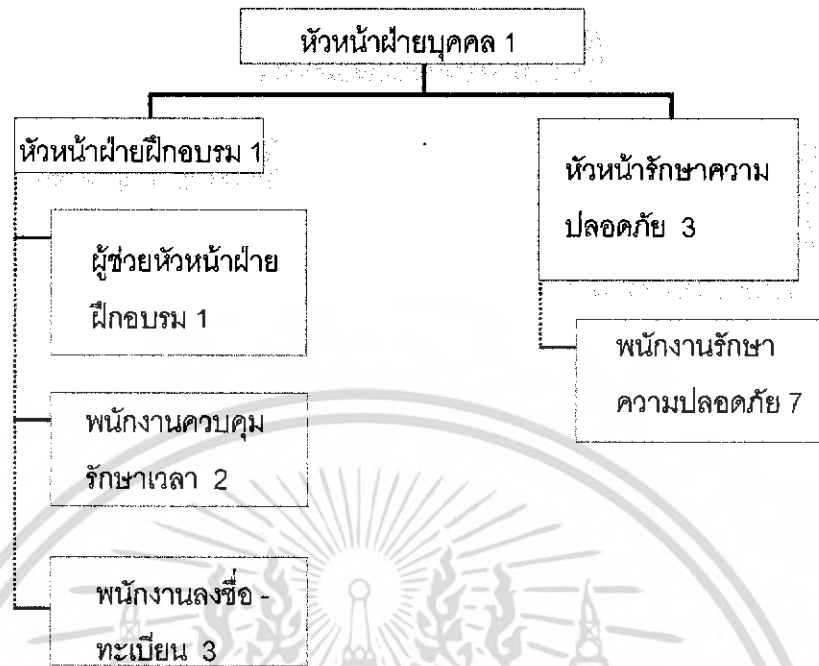 หัวหน้าฝ่ายบุคคล 1
หัวหน้าฝ่ายฝึกอบรม 1
ผู้ช่วยหัวหน้าฝ่าย
ฝึกอบรม 1
พนักงานควบคุม
รักษาเวลา 2
พนักงานลงชื่อ -
ทะเบียน 3
หัวหน้ารักษาความ
ปลอดภัย 3
พนักงานรักษา
ความปลอดภัย 7